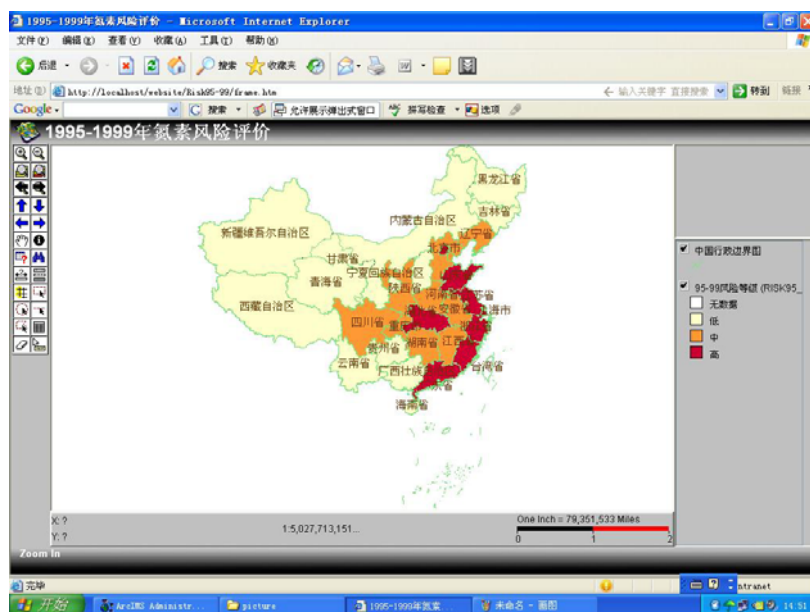 1995-1999年氮素风险评价 - Microsoft Internet Explorer
文件(F) 编辑(E) 查看(V) 收藏(A) 工具(T) 帮助(H)
后退 搜索 收藏夹
地址(D) http://localhost/website/Risk95-99/frame.htm 输入关键字 直接搜索 转到 链接
Google 搜索 允许展示弹出式窗口 拼写检查 选项
1995-1999年氮素风险评价
黑龙江省
吉林省
内蒙古自治区
辽宁省
新疆维吾尔自治区
北京市
甘肃省
宁夏回族自治区
青海省
陕西省
河南省
西藏自治区
安徽省
四川省
湖南省
贵州省
云南省
台湾省
海南省
中国行政边界图
95-99风险等级 (RISK95_
无数据
低
中
高
X: ?
Y: ?
1:5,027,713,151...
One Inch = 79,351,533 Miles
0 1 2
Zoom In
完毕
ntranet
开始 ArcIMS Administr... picture 1995-1999年氮素... 未命名 - 画图